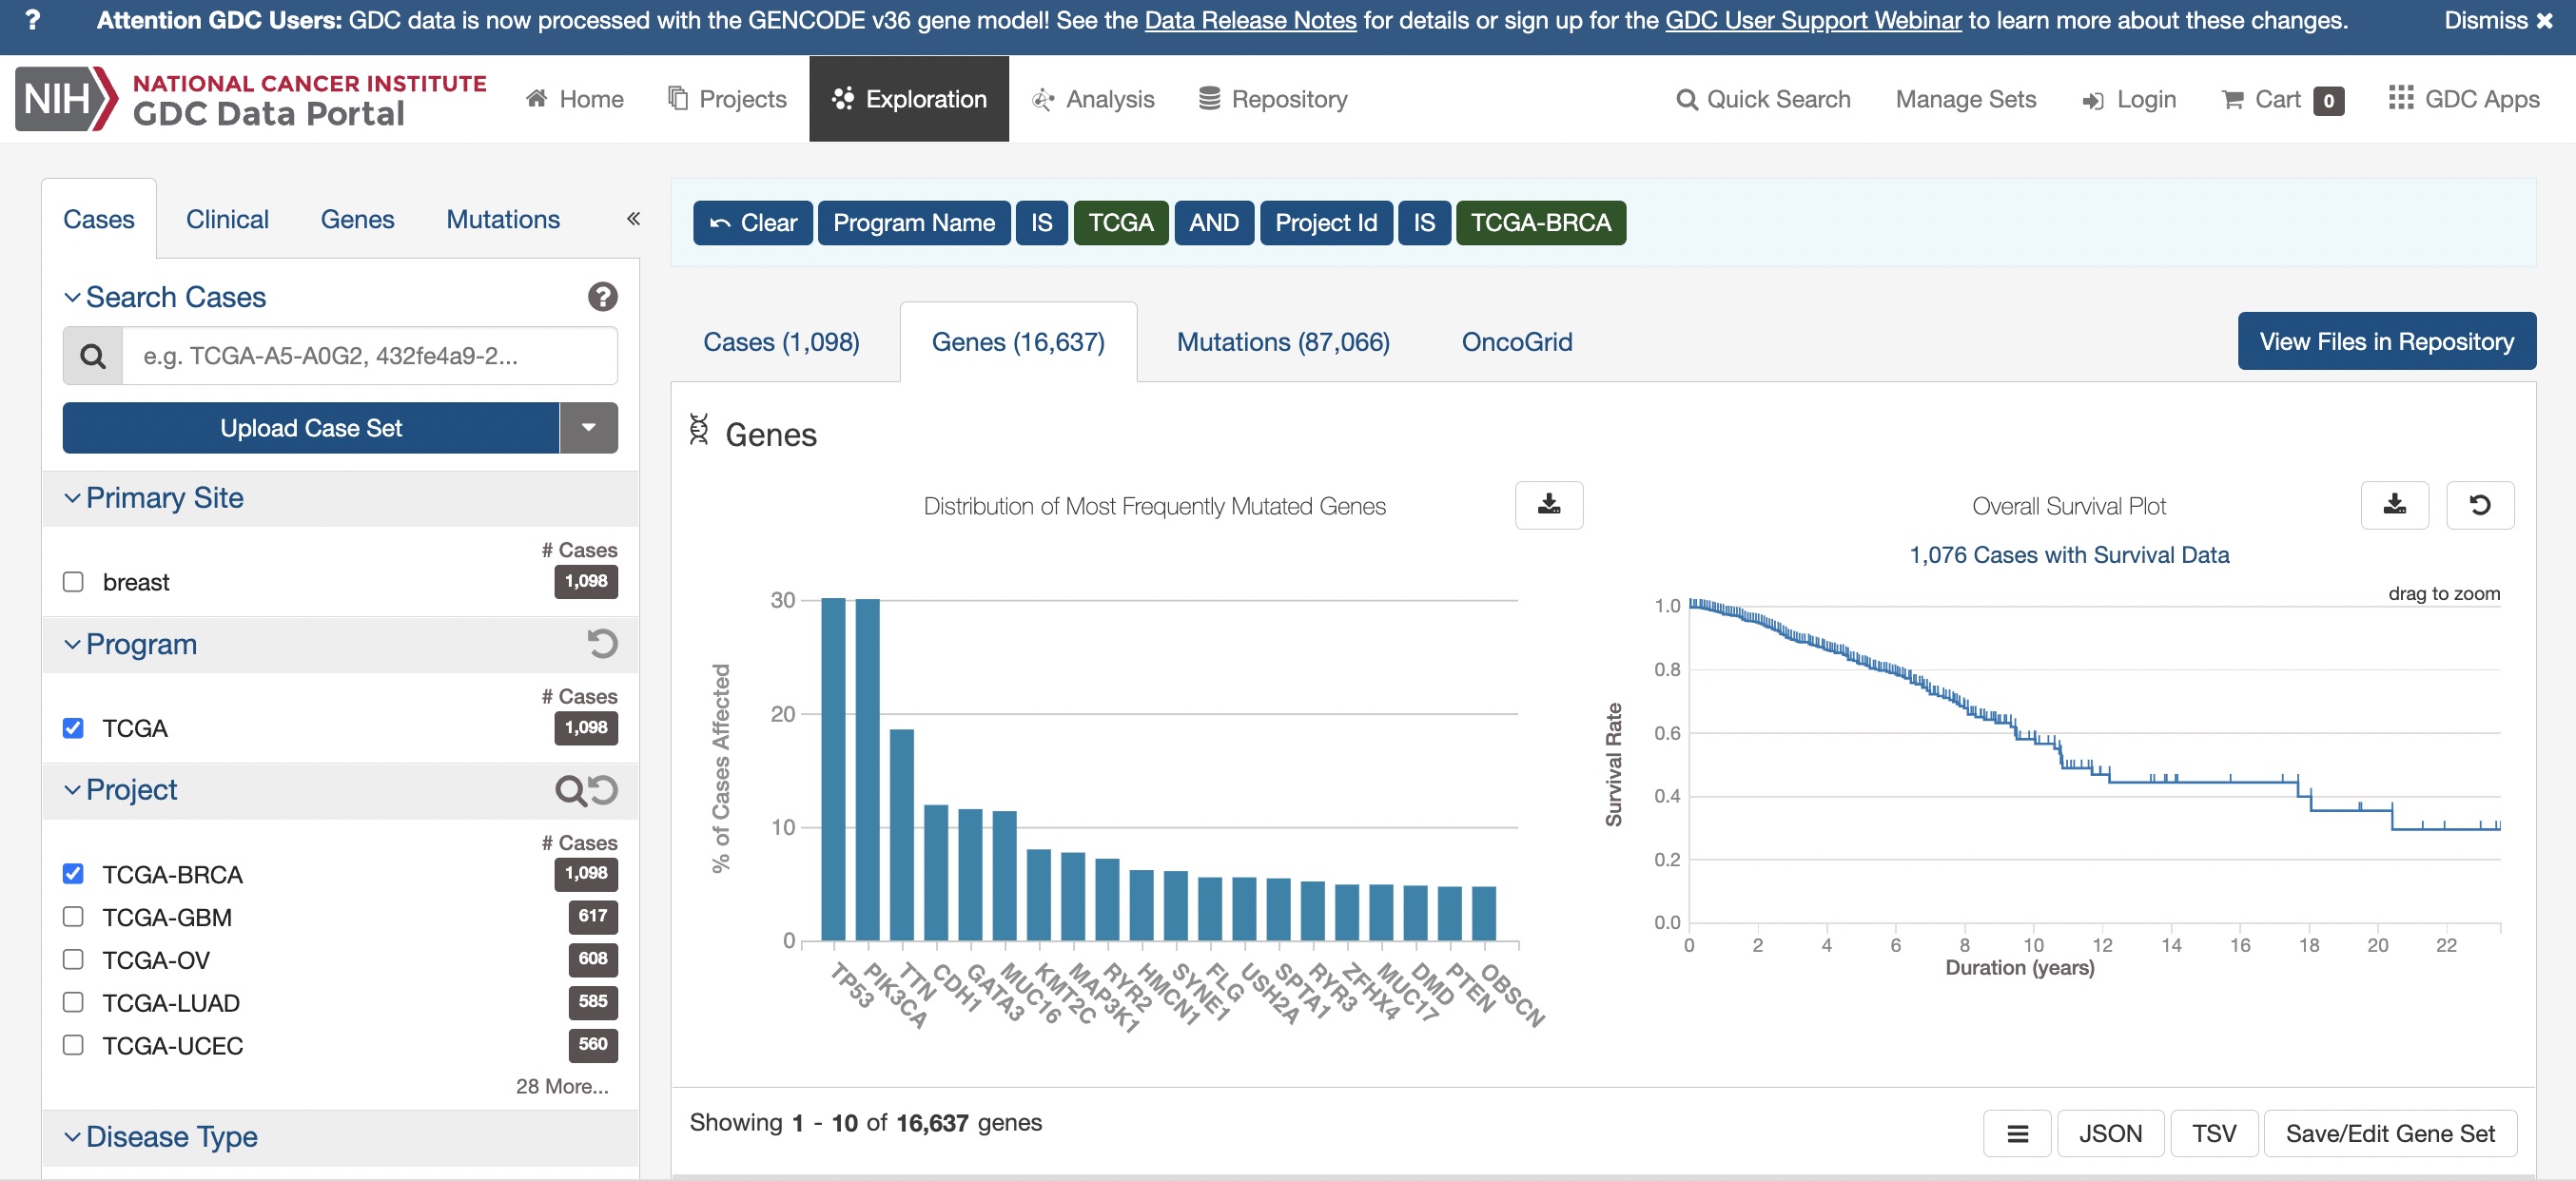 ? Attention GDC Users: GDC data is now processed with the GENCODE v36 gene model! See the Data Release Notes for details or sign up for the GDC User Support Webinar to learn more about these changes. Dismiss ✖
NIH NATIONAL CANCER INSTITUTE
GDC Data Portal
Home Projects Exploration Analysis Repository Quick Search Manage Sets Login Cart 0 GDC Apps
Cases Clinical Genes Mutations «
Search Cases ?
e.g. TCGA-A5-A0G2, 432fe4a9-2...
Upload Case Set
Primary Site
# Cases
breast 1,098
Program
# Cases
TCGA 1,098
Project
# Cases
TCGA-BRCA 1,098
TCGA-GBM 617
TCGA-OV 608
TCGA-LUAD 585
TCGA-UCEC 560
28 More...
Disease Type
Clear Program Name IS TCGA AND Project Id IS TCGA-BRCA
Cases (1,098) Genes (16,637) Mutations (87,066) OncoGrid View Files in Repository
Genes
Distribution of Most Frequently Mutated Genes
% of Cases Affected
30
20
10
0
TP53
PIK3CA
TTN
CDH1
GATA3
MUC16
KMT2C
MAP3K1
RYR2
HMCN1
SYNE1
FLG
USH2A
SPTA1
RYR3
ZFHX4
MUC17
DMD
PTEN
OBSCN
Overall Survival Plot
1,076 Cases with Survival Data
drag to zoom
Survival Rate
1.0
0.8
0.6
0.4
0.2
0.0
0 2 4 6 8 10 12 14 16 18 20 22
Duration (years)
Showing 1 - 10 of 16,637 genes
JSON TSV Save/Edit Gene Set